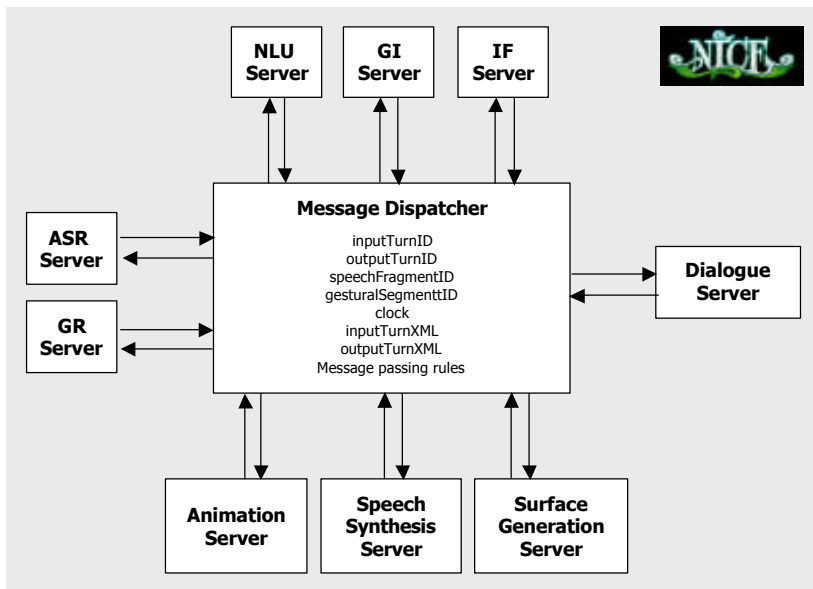 NLU
Server
GI
Server
IF
Server
NICE
Message Dispatcher
inputTurnID
outputTurnID
speechFragmentID
gesturalSegmenttID
clock
inputTurnXML
outputTurnXML
Message passing rules
ASR
Server
GR
Server
Dialogue
Server
Animation
Server
Speech
Synthesis
Server
Surface
Generation
Server